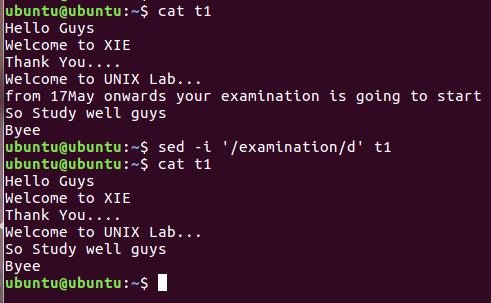 ubuntu@ubuntu:~$ cat t1
Hello Guys
Welcome to XIE
Thank You....
Welcome to UNIX Lab...
from 17May onwards your examination is going to start
So Study well guys
Byee
ubuntu@ubuntu:~$ sed -i '/examination/d' t1
ubuntu@ubuntu:~$ cat t1
Hello Guys
Welcome to XIE
Thank You....
Welcome to UNIX Lab...
So Study well guys
Byee
ubuntu@ubuntu:~$